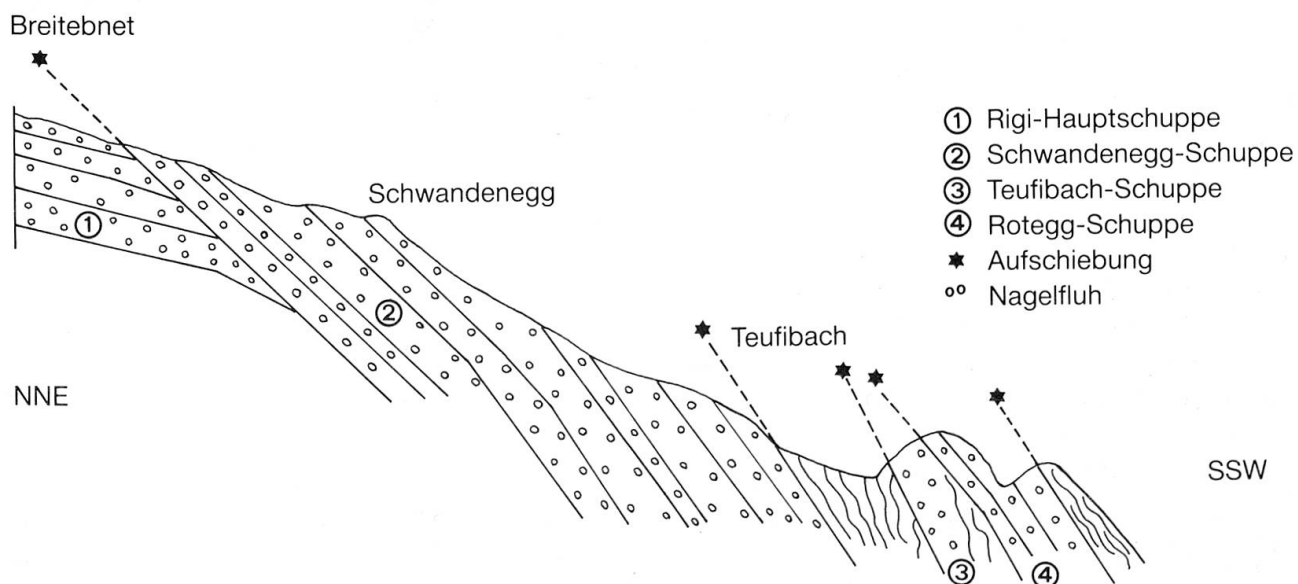 Breitebnet
① Rigi-Hauptschuppe
② Schwandenegg-Schuppe
③ Teufibach-Schuppe
④ Rotegg-Schuppe
✶ Aufschiebung
°° Nagelfluh
Schwandenegg
①
②
Teufibach
NNE
SSW
③
④